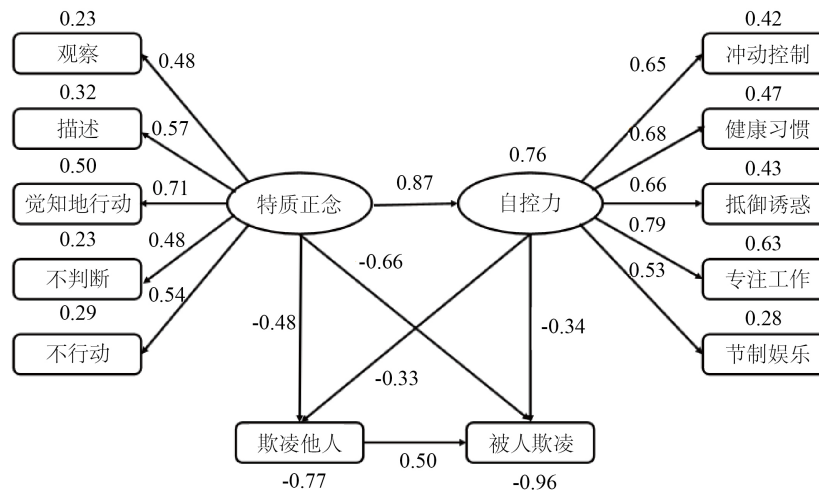 0.23
观察
0.48
0.32
描述
0.57
0.50
觉知地行动
0.71
0.23
不判断
0.48
0.29
不行动
0.54
特质正念
0.87
0.76
自控力
0.42
冲动控制
0.65
0.47
健康习惯
0.68
0.43
抵御诱惑
0.66
0.79
0.63
专注工作
0.53
0.28
节制娱乐
-0.66
-0.48
-0.34
-0.33
欺凌他人
0.50
被人欺凌
-0.77
-0.96